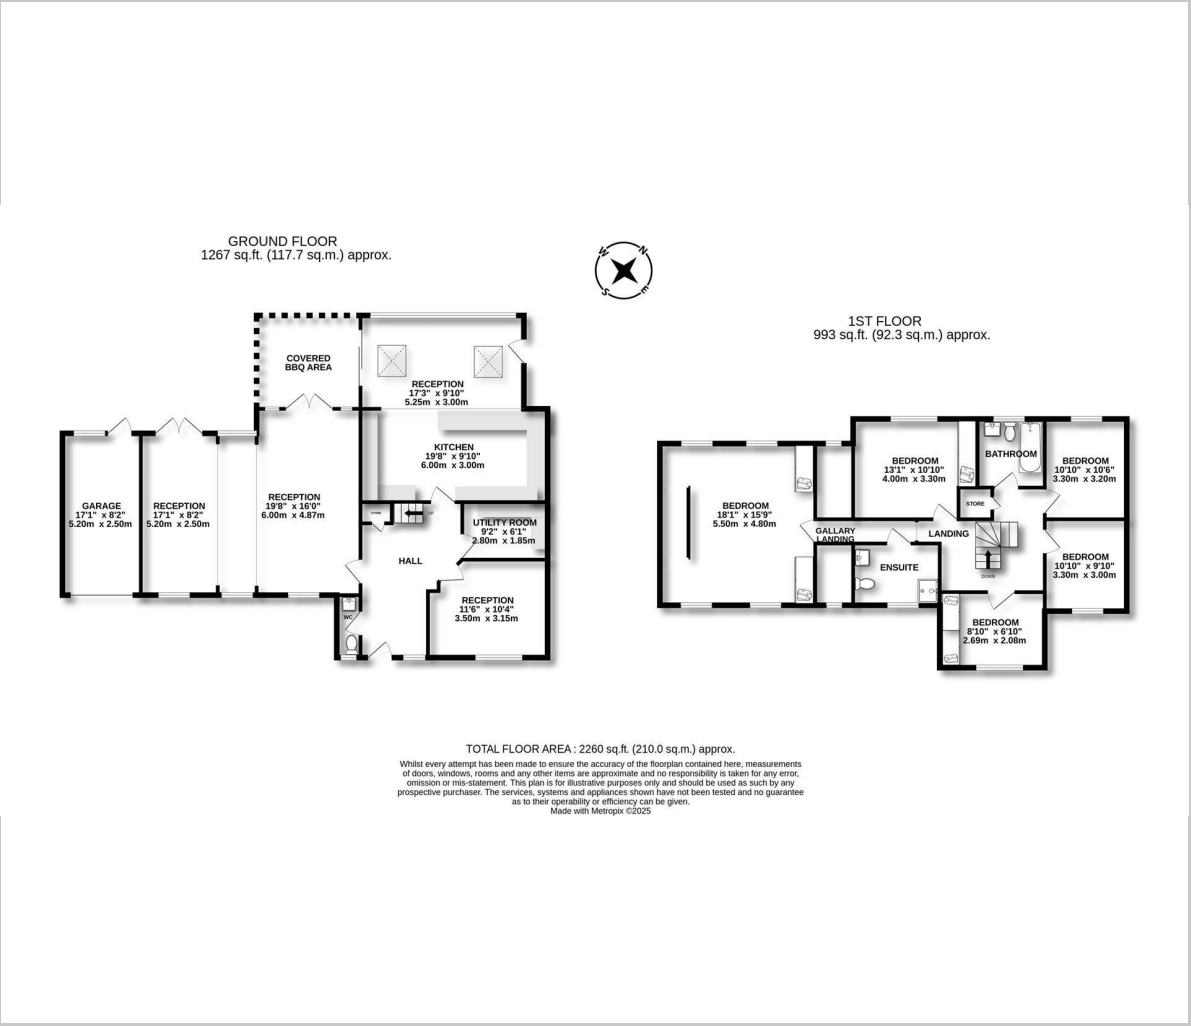 GROUND FLOOR
1267 sq.ft. (117.7 sq.m.) approx.
N
E
S
W
1ST FLOOR
993 sq.ft. (92.3 sq.m.) approx.
COVERED
BBQ AREA
RECEPTION
17'3" x 9'10"
5.25m x 3.00m
KITCHEN
19'8" x 9'10"
6.00m x 3.00m
GARAGE
17'1" x 8'2"
5.20m x 2.50m
RECEPTION
17'1" x 8'2"
5.20m x 2.50m
RECEPTION
19'8" x 16'0"
6.00m x 4.87m
STORE
UP
UTILITY ROOM
9'2" x 6'1"
2.80m x 1.85m
HALL
RECEPTION
11'6" x 10'4"
3.50m x 3.15m
WC
BEDROOM
18'1" x 15'9"
5.50m x 4.80m
BEDROOM
13'1" x 10'10"
4.00m x 3.30m
BATHROOM
BEDROOM
10'10" x 10'6"
3.30m x 3.20m
STORE
GALLARY
LANDING
LANDING
ENSUITE
DOWN
BEDROOM
10'10" x 9'10"
3.30m x 3.00m
BEDROOM
8'10" x 6'10"
2.69m x 2.08m
TOTAL FLOOR AREA : 2260 sq.ft. (210.0 sq.m.) approx.
Whilst every attempt has been made to ensure the accuracy of the floorplan contained here, measurements
of doors, windows, rooms and any other items are approximate and no responsibility is taken for any error,
omission or mis-statement. This plan is for illustrative purposes only and should be used as such by any
prospective purchaser. The services, systems and appliances shown have not been tested and no guarantee
as to their operability or efficiency can be given.
Made with Metropix ©2025